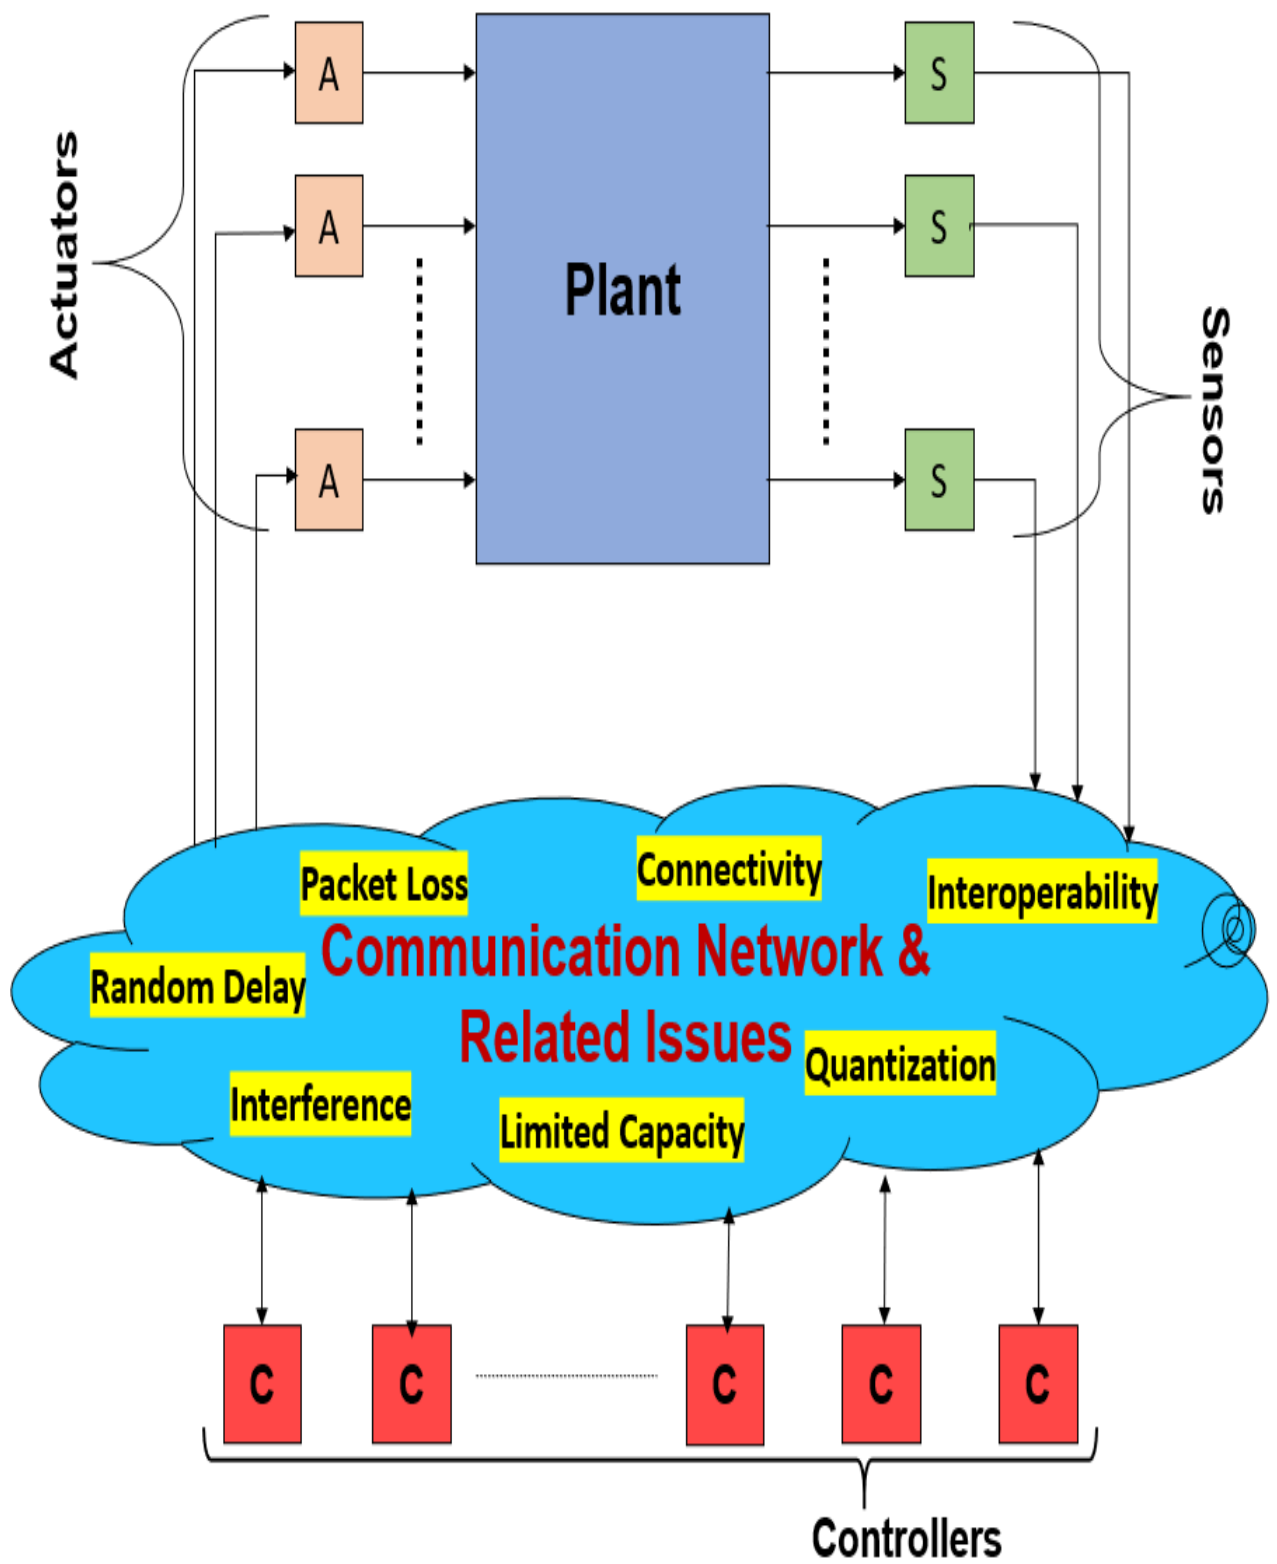 A
S
A
S
Plant
Actuators
Sensors
A
S
Connectivity
Packet Loss
Interoperability
Communication Network &
Random Delay
Related Issues
Quantization
Interference
Limited Capacity
C
C
C
C
C
Controllers